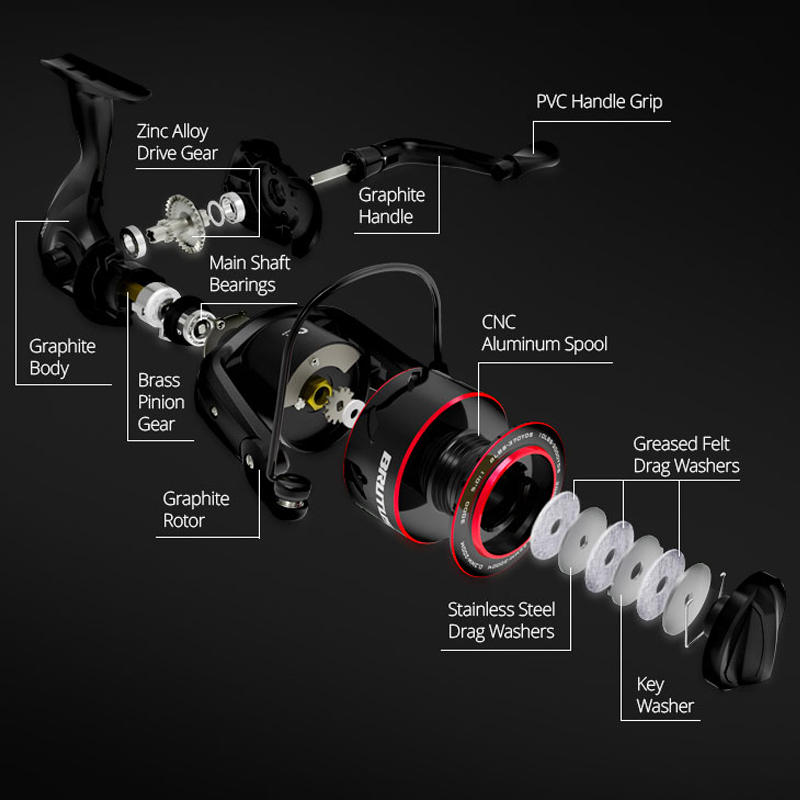 PVC Handle Grip
Zinc Alloy
Drive Gear
Graphite
Handle
Main Shaft
Bearings
CNC
Aluminum Spool
Graphite
Body
Brass
Pinion
Gear
Greased Felt
Drag Washers
Graphite
Rotor
BRUTUS
Stainless Steel
Drag Washers
Key
Washer